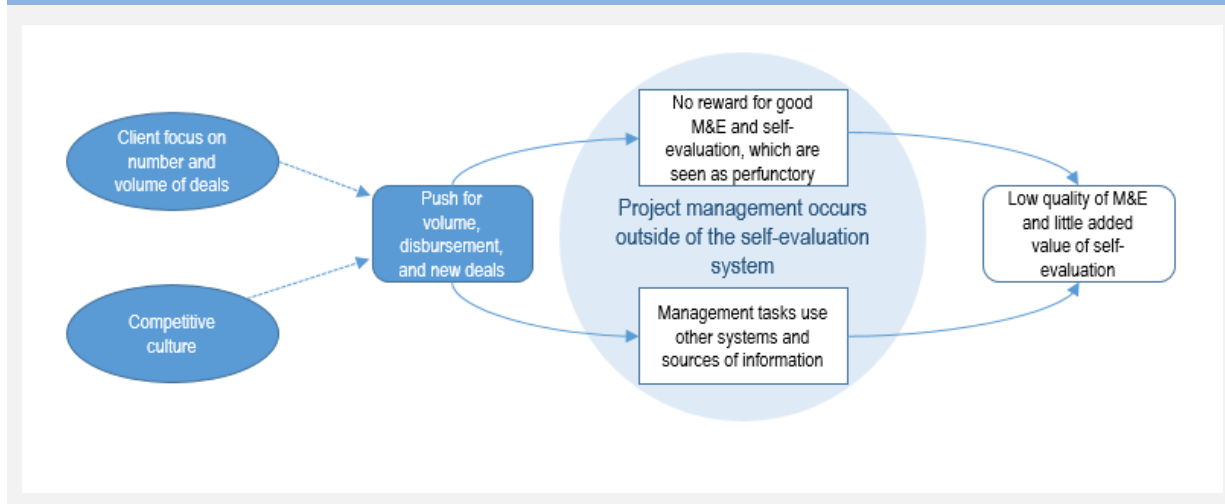 Client focus on
number and
volume of deals
Competitive
culture
Push for
volume,
disbursement,
and new deals
No reward for good
M&E and self-
evaluation, which are
seen as perfunctory
Project management occurs
outside of the self-evaluation
system
Management tasks use
other systems and
sources of information
Low quality of M&E
and little added
value of self-
evaluation